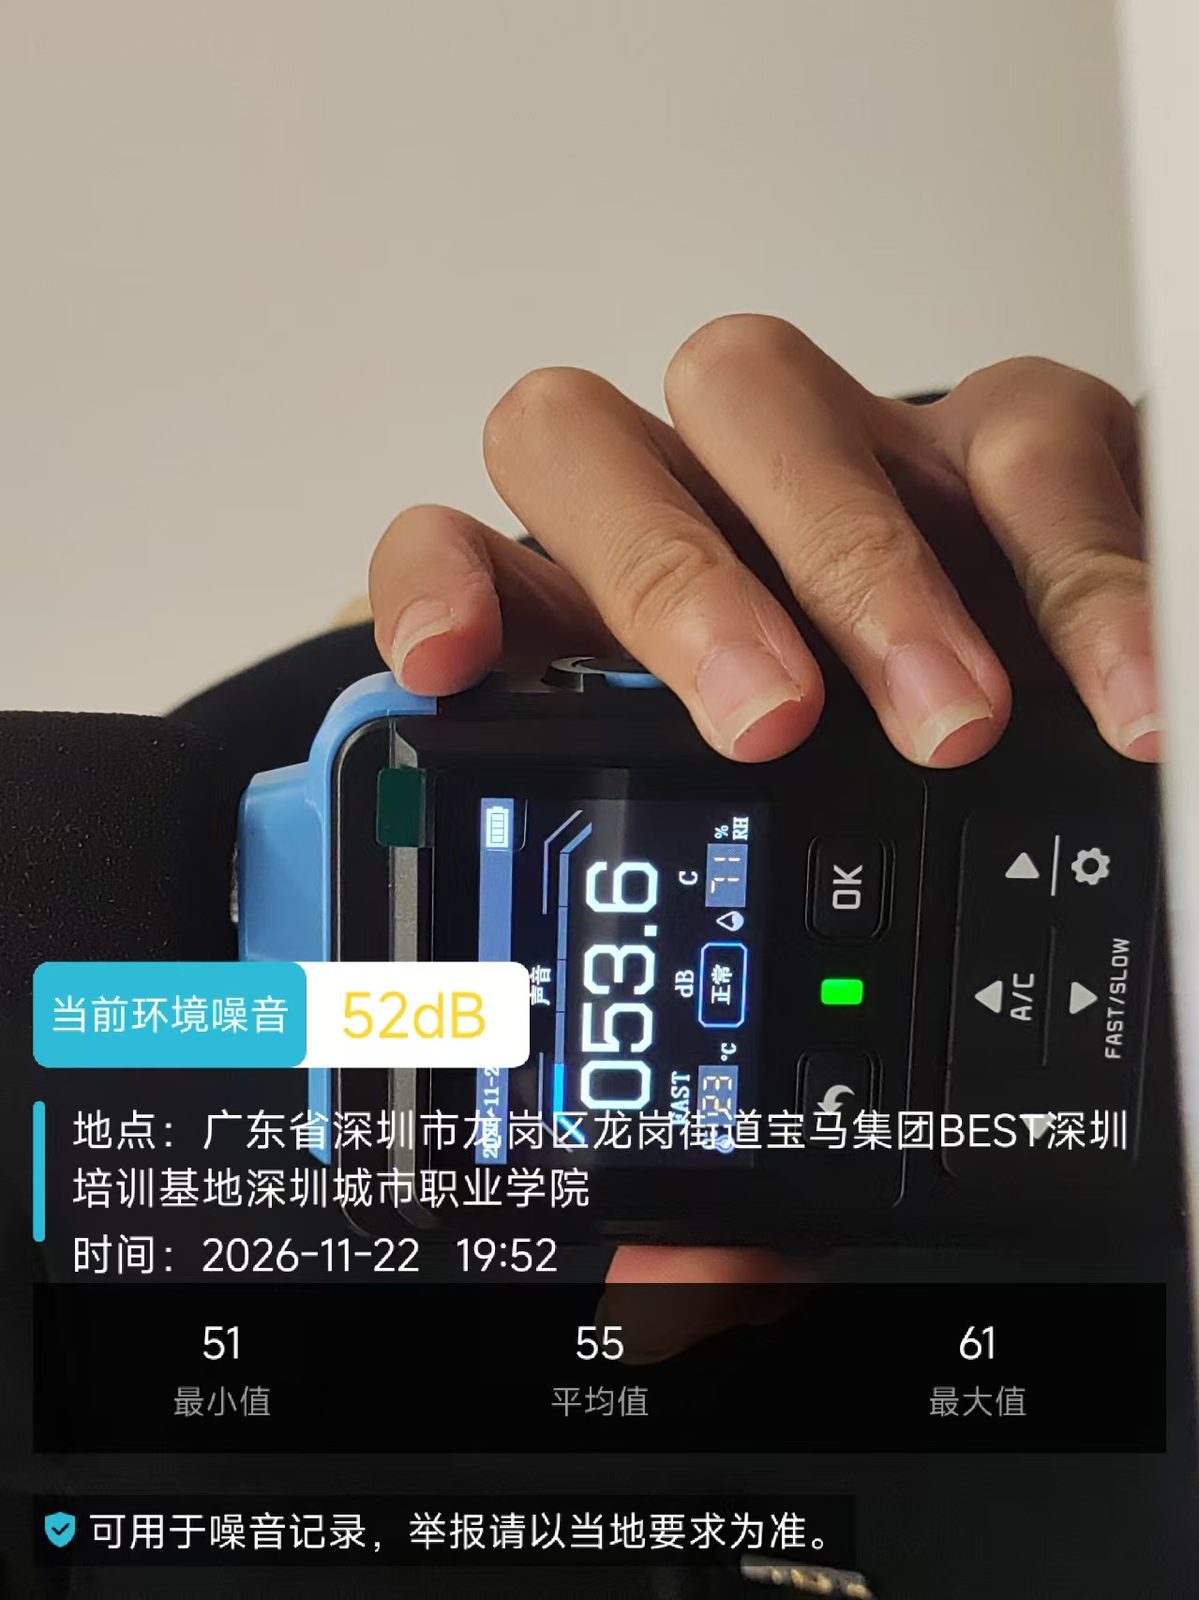 声音
053.6
FAST
dB
C
23
°C
正常
71
%
RH
OK
A/C
FAST/SLOW
当前环境噪音
52dB
地点：广东省深圳市龙岗区龙岗街道宝马集团BEST深圳
培训基地深圳城市职业学院
时间：2026-11-22 19:52
51
55
61
最小值
平均值
最大值
可用于噪音记录，举报请以当地要求为准。